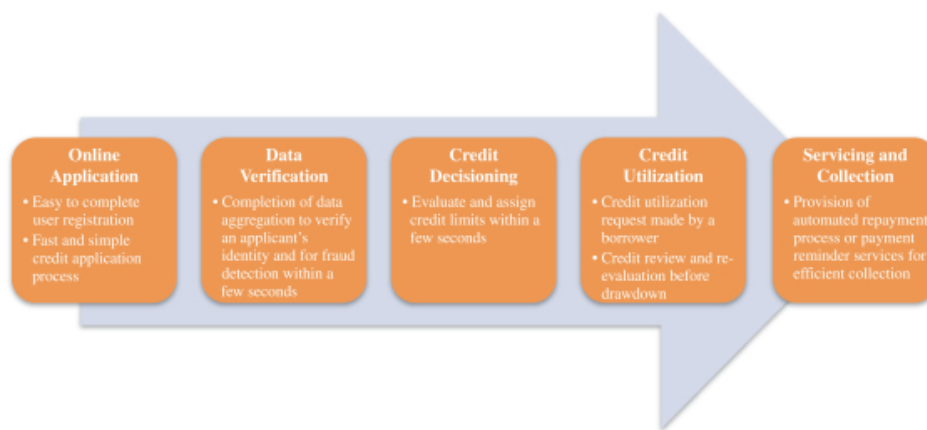 Online
Application
• Easy to complete
user registration
• Fast and simple
credit application
process
Data
Verification
• Completion of data
aggregation to verify
an applicant's
identity and for fraud
detection within a
few seconds
Credit
Decisioning
• Evaluate and assign
credit limits within a
few seconds
Credit
Utilization
• Credit utilization
request made by a
borrower
• Credit review and re-
evaluation before
drawdown
Servicing and
Collection
• Provision of
automated repayment
process or payment
reminder services for
efficient collection